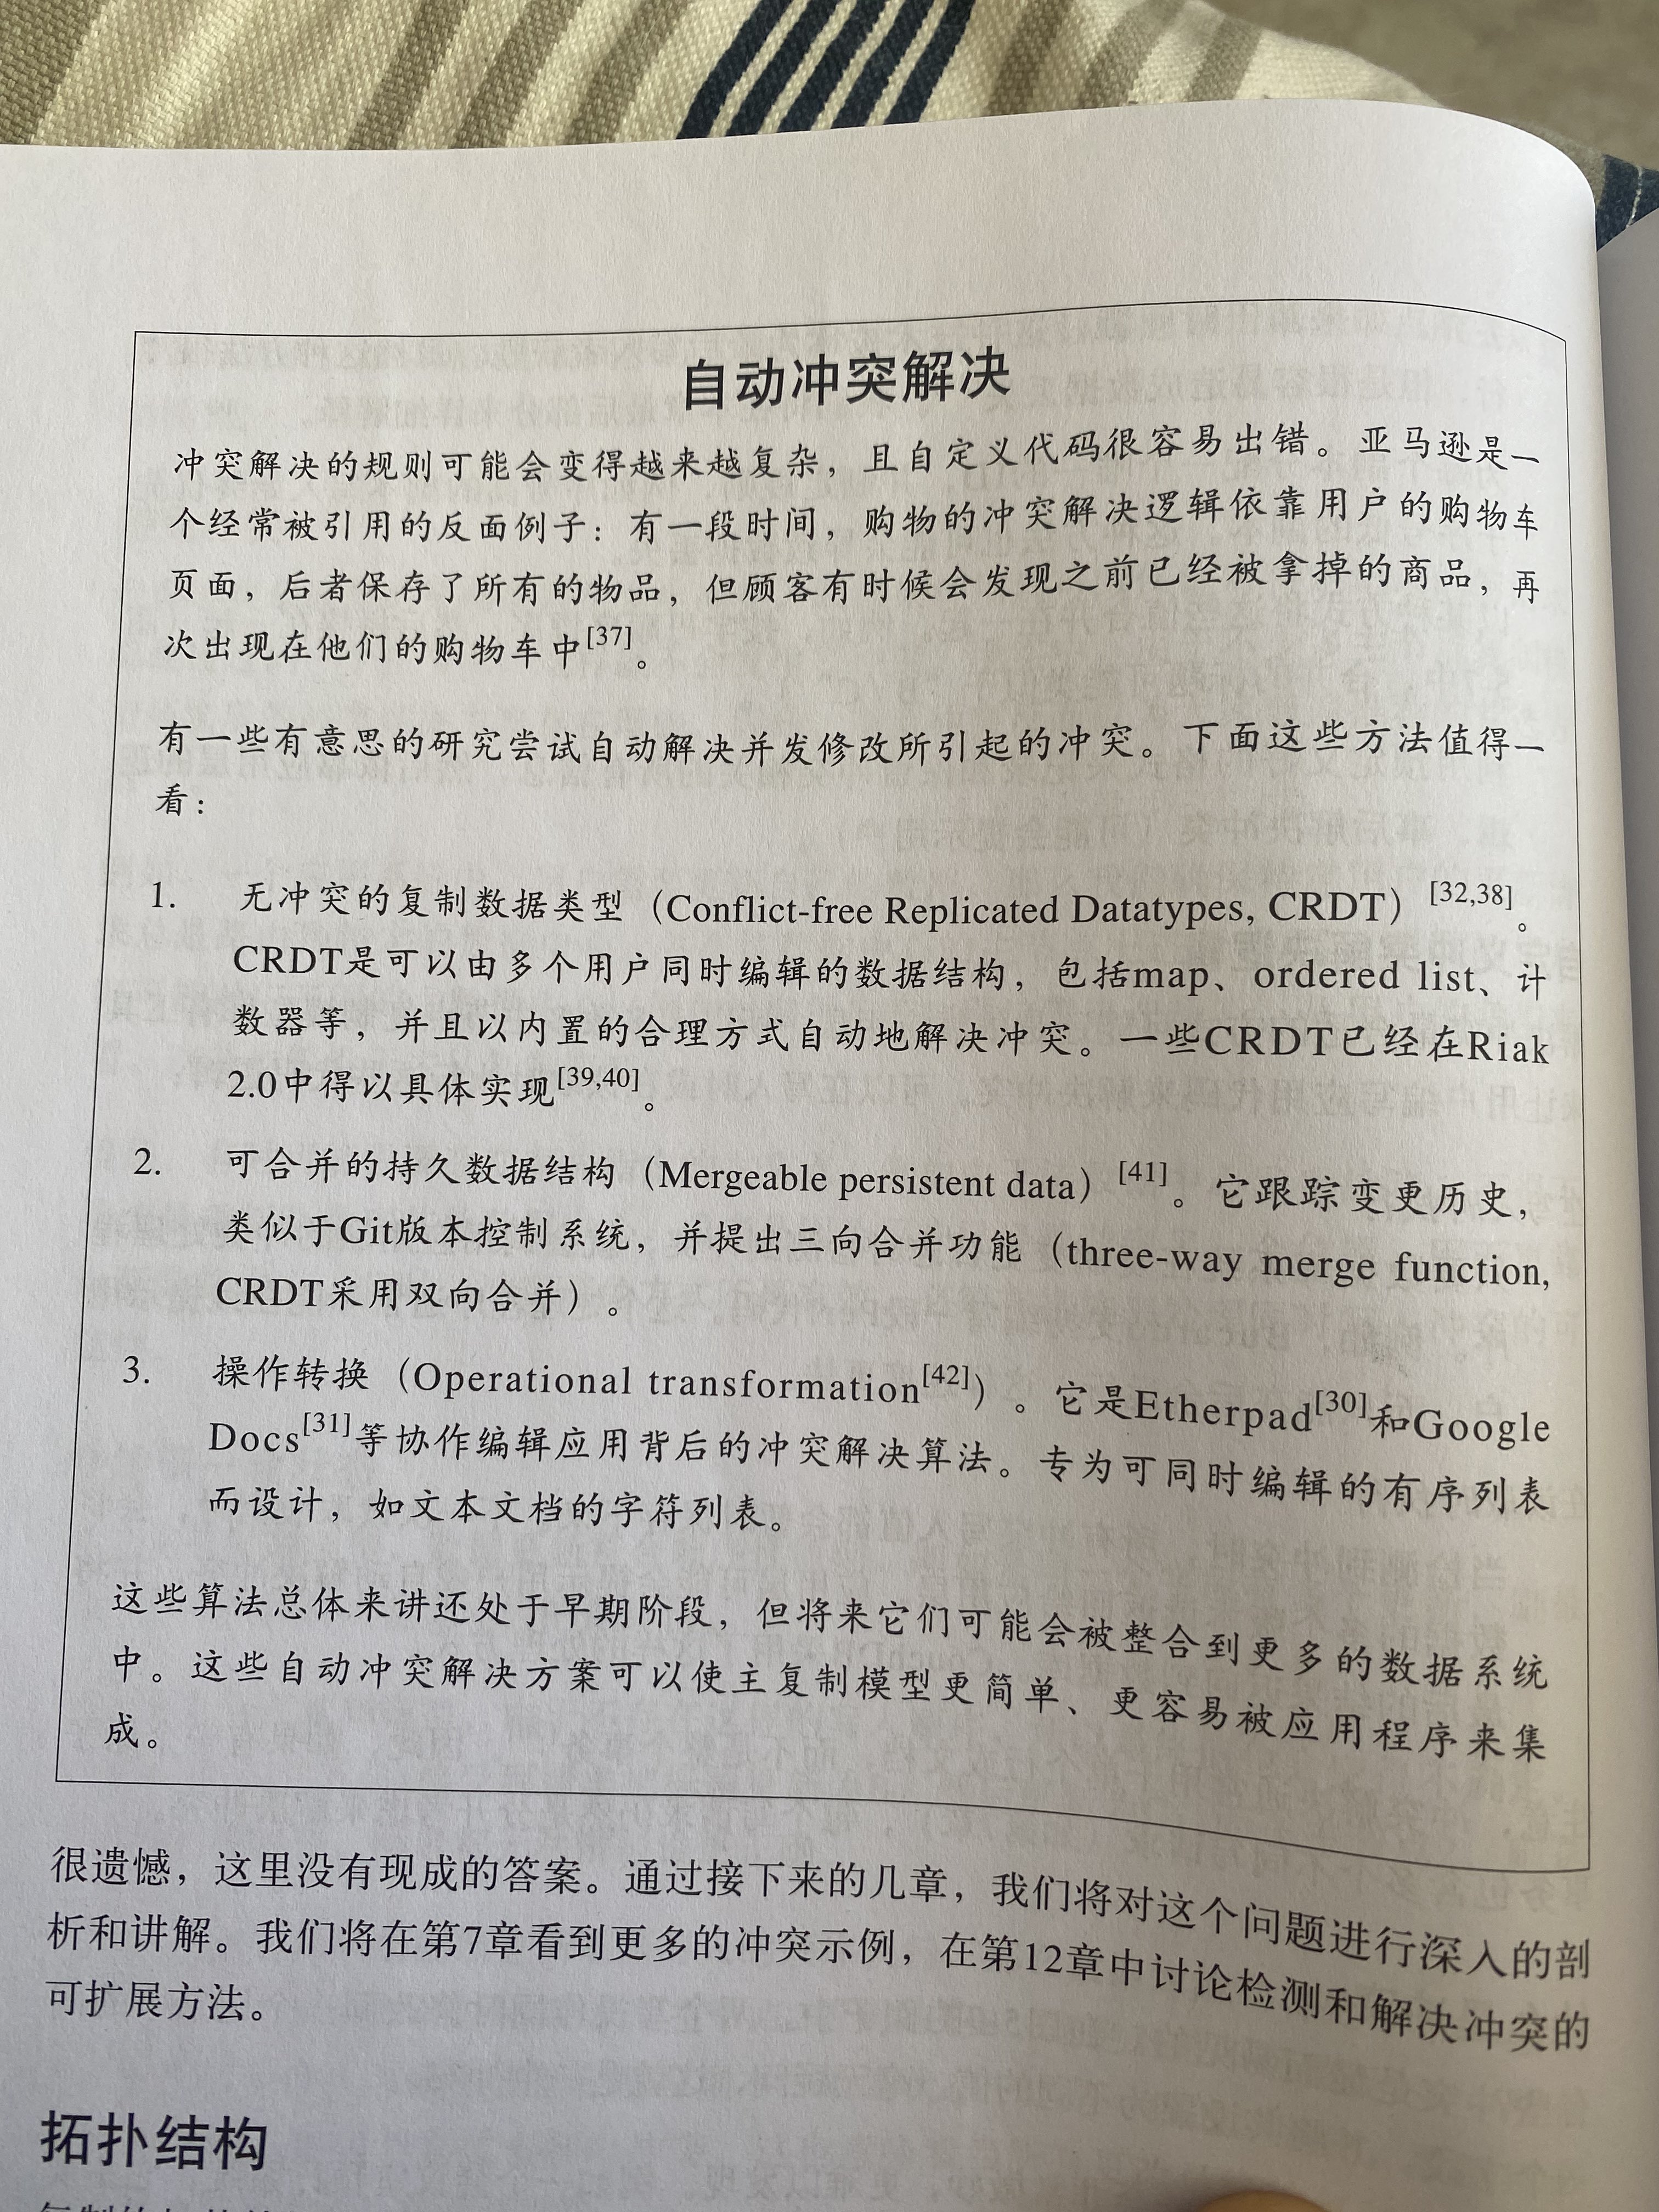 自动冲突解决
冲突解决的规则可能会变得越来越复杂，且自定义代码很容易出错。亚马逊是一
个经常被引用的反面例子：有一段时间，购物的冲突解决逻辑依靠用户的购物车
页面，后者保存了所有的物品，但顾客有时候会发现之前已经被拿掉的商品，再
次出现在他们的购物车中[37]。
有一些有意思的研究尝试自动解决并发修改所引起的冲突。下面这些方法值得一
看：
1. 无冲突的复制数据类型（Conflict-free Replicated Datatypes, CRDT）[32,38]。
CRDT是可以由多个用户同时编辑的数据结构，包括map、ordered list、计
数器等，并且以内置的合理方式自动地解决冲突。一些CRDT已经在Riak
2.0中得以具体实现[39,40]。
2. 可合并的持久数据结构（Mergeable persistent data）[41]。它跟踪变更历史，
类似于Git版本控制系统，并提出三向合并功能（three-way merge function,
CRDT采用双向合并）。
3. 操作转换（Operational transformation[42]）。它是Etherpad[30]和Google
Docs[31]等协作编辑应用背后的冲突解决算法。专为可同时编辑的有序列表
而设计，如文本文档的字符列表。
这些算法总体来讲还处于早期阶段，但将来它们可能会被整合到更多的数据系统
中。这些自动冲突解决方案可以使主复制模型更简单、更容易被应用程序来集
成。
很遗憾，这里没有现成的答案。通过接下来的几章，我们将对这个问题进行深入的剖
析和讲解。我们将在第7章看到更多的冲突示例，在第12章中讨论检测和解决冲突的
可扩展方法。
拓扑结构